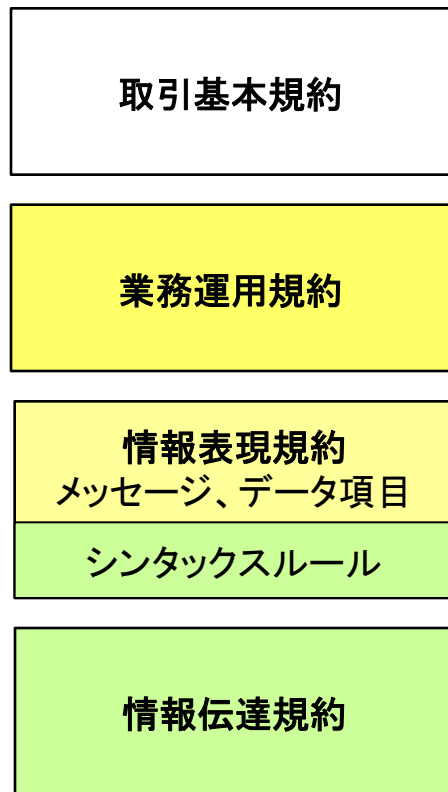 取引基本規約
業務運用規約
情報表現規約
メッセージ、データ項目
シンタックスルール
情報伝達規約